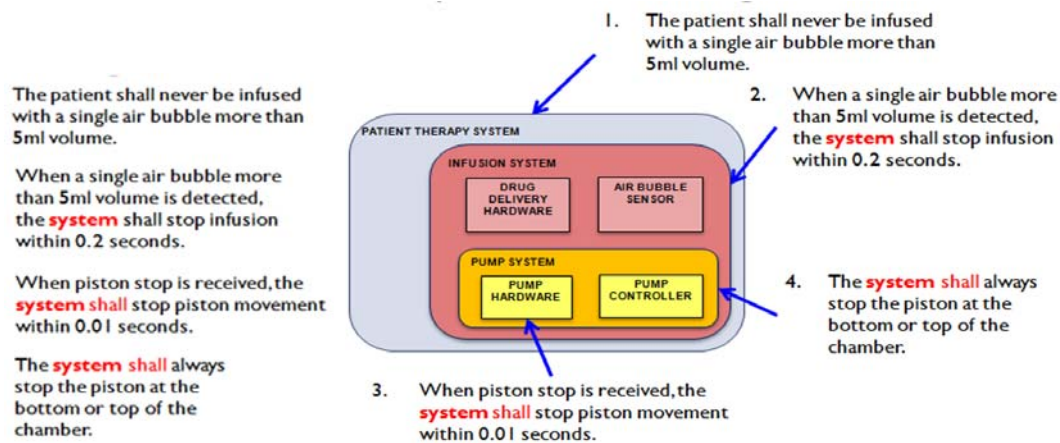 1. The patient shall never be infused
with a single air bubble more than
5ml volume.
The patient shall never be infused
with a single air bubble more than
5ml volume.
When a single air bubble more
than 5ml volume is detected,
the system shall stop infusion
within 0.2 seconds.
When piston stop is received, the
system shall stop piston movement
within 0.01 seconds.
The system shall always
stop the piston at the
bottom or top of the
chamber.
PATIENT THERAPY SYSTEM
INFUSION SYSTEM
DRUG
DELIVERY
HARDWARE
AIR BUBBLE
SENSOR
PUMP SYSTEM
PUMP
HARDWARE
PUMP
CONTROLLER
2. When a single air bubble more
than 5ml volume is detected,
the system shall stop infusion
within 0.2 seconds.
4. The system shall always
stop the piston at the
bottom or top of the
chamber.
3. When piston stop is received, the
system shall stop piston movement
within 0.01 seconds.